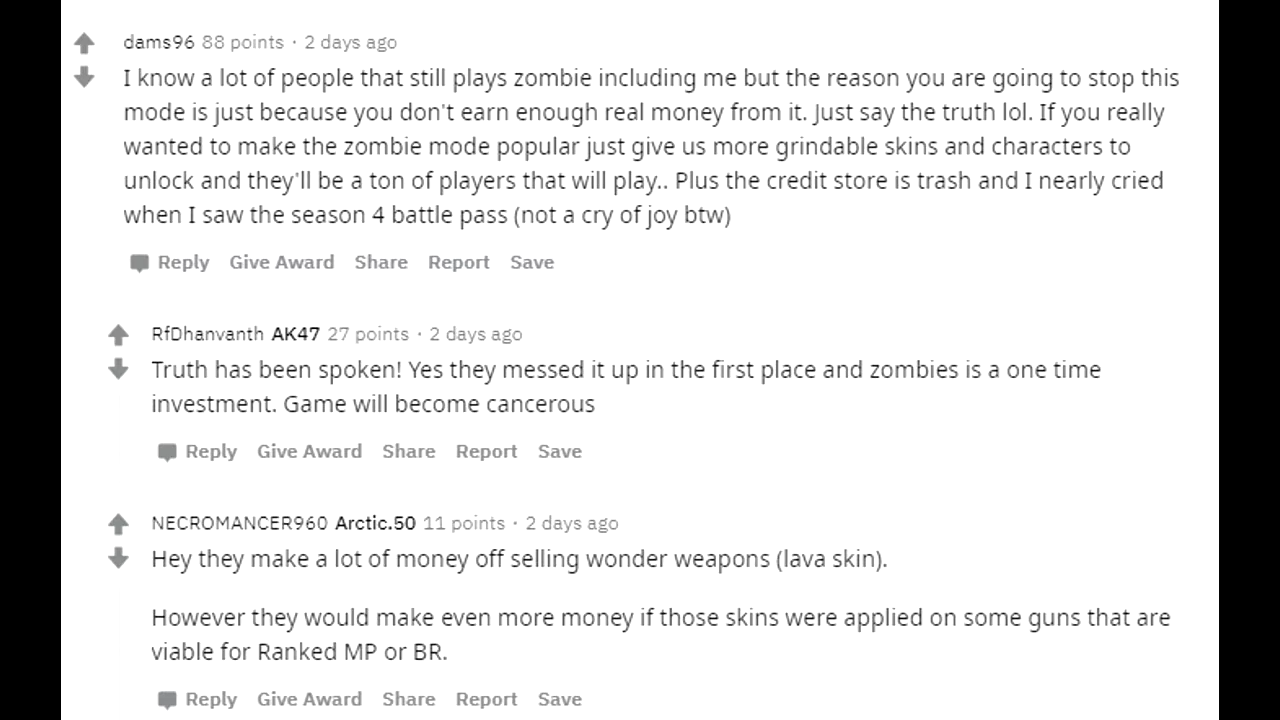 dams96 88 points · 2 days ago
I know a lot of people that still plays zombie including me but the reason you are going to stop this
mode is just because you don't earn enough real money from it. Just say the truth lol. If you really
wanted to make the zombie mode popular just give us more grindable skins and characters to
unlock and they'll be a ton of players that will play.. Plus the credit store is trash and I nearly cried
when I saw the season 4 battle pass (not a cry of joy btw)
Reply Give Award Share Report Save
RfDhanvanth AK47 27 points · 2 days ago
Truth has been spoken! Yes they messed it up in the first place and zombies is a one time
investment. Game will become cancerous
Reply Give Award Share Report Save
NECROMANCER960 Arctic.50 11 points · 2 days ago
Hey they make a lot of money off selling wonder weapons (lava skin).
However they would make even more money if those skins were applied on some guns that are
viable for Ranked MP or BR.
Reply Give Award Share Report Save